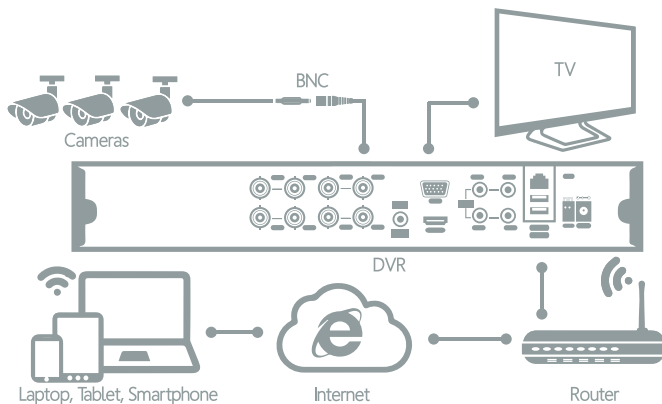 BNC
TV
Cameras
DVR
Laptop, Tablet, Smartphone
Internet
Router